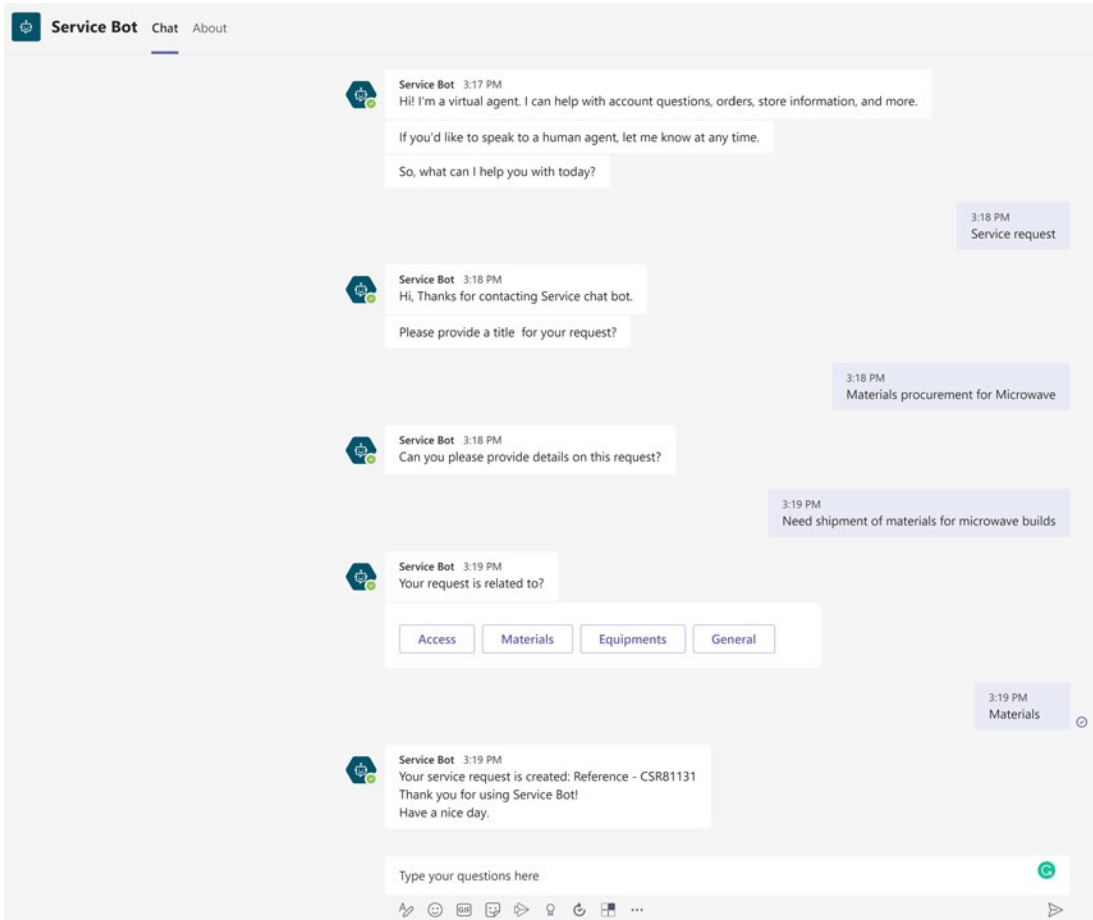 Service Bot Chat About
Service Bot 3:17 PM
Hi! I'm a virtual agent. I can help with account questions, orders, store information, and more.
If you'd like to speak to a human agent, let me know at any time.
So, what can I help you with today?
3:18 PM
Service request
Service Bot 3:18 PM
Hi, Thanks for contacting Service chat bot.
Please provide a title for your request?
3:18 PM
Materials procurement for Microwave
Service Bot 3:18 PM
Can you please provide details on this request?
3:19 PM
Need shipment of materials for microwave builds
Service Bot 3:19 PM
Your request is related to?
Access Materials Equipments General
3:19 PM
Materials
Service Bot 3:19 PM
Your service request is created: Reference - CSR81131
Thank you for using Service Bot!
Have a nice day.
Type your questions here
GIF